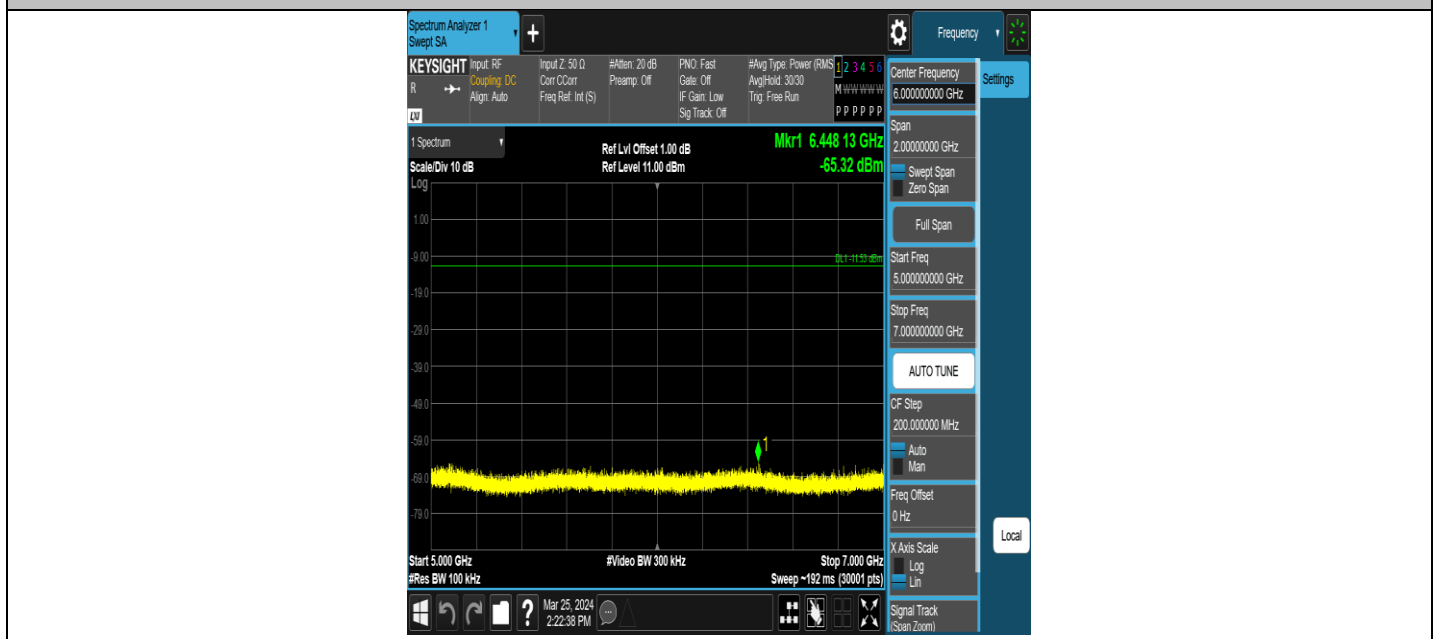 Spectrum Analyzer 1
Swept SA
+
Frequency
KEYSIGHT
R
LXI
Input: RF
Coupling: DC
Align: Auto
Input Z: 50 Ω
Corr CCorr
Freq Ref: Int (S)
#Atten: 20 dB
Preamp: Off
PNO: Fast
Gate: Off
IF Gain: Low
Sig Track: Off
#Avg Type: Power (RMS
Avg|Hold: 30/30
Trig: Free Run
1 2 3 4 5 6
M W W W W W
P P P P P P
1 Spectrum
Scale/Div 10 dB
Ref Lvl Offset 1.00 dB
Ref Level 11.00 dBm
Mkr1 6.448 13 GHz
-65.32 dBm
Log
1.00
-9.00
-19.0
-29.0
-39.0
-49.0
-59.0
-69.0
-79.0
DL1 -11.53 dBm
1
Start 5.000 GHz
#Res BW 100 kHz
#Video BW 300 kHz
Stop 7.000 GHz
Sweep ~192 ms (30001 pts)
?
Mar 25, 2024
2:22:38 PM
Center Frequency
6.000000000 GHz
Settings
Span
2.00000000 GHz
Swept Span
Zero Span
Full Span
Start Freq
5.000000000 GHz
Stop Freq
7.000000000 GHz
AUTO TUNE
CF Step
200.000000 MHz
Auto
Man
Freq Offset
0 Hz
X Axis Scale
Log
Lin
Local
Signal Track
(Span Zoom)